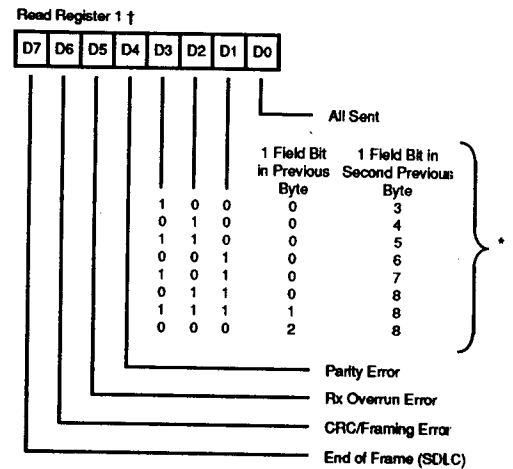 Read Register 1 †
D7 D6 D5 D4 D3 D2 D1 D0
All Sent
1 Field Bit 1 Field Bit in
in Previous Second Previous
Byte Byte
1 0 0 0 3
0 1 0 0 4
1 1 0 0 5
0 0 1 0 6
1 0 1 0 7
0 1 1 0 8
1 1 1 1 8
0 0 0 2 8
*
Parity Error
Rx Overrun Error
CRC/Framing Error
End of Frame (SDLC)